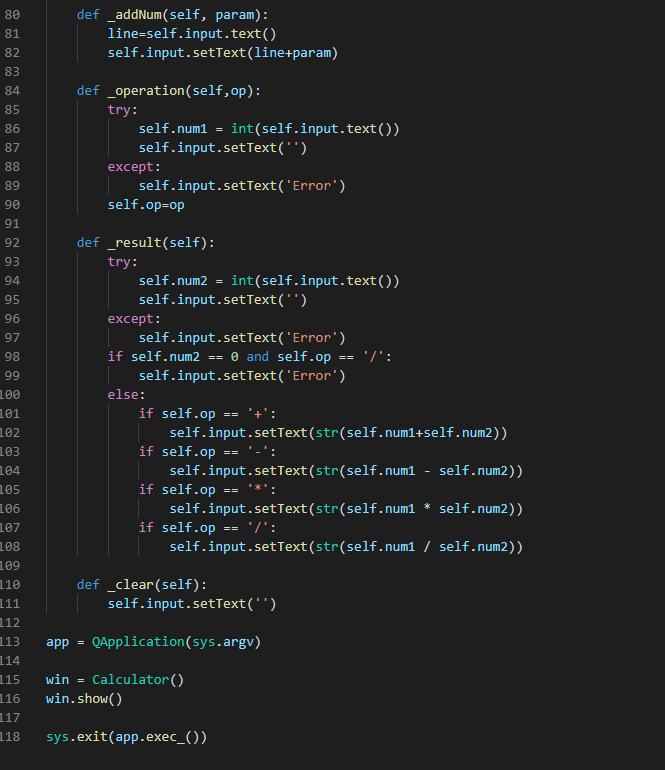 80 def _addNum(self, param):
81 line=self.input.text()
82 self.input.setText(line+param)
83
84 def _operation(self,op):
85 try:
86 self.num1 = int(self.input.text())
87 self.input.setText('')
88 except:
89 self.input.setText('Error')
90 self.op=op
91
92 def _result(self):
93 try:
94 self.num2 = int(self.input.text())
95 self.input.setText('')
96 except:
97 self.input.setText('Error')
98 if self.num2 == 0 and self.op == '/':
99 self.input.setText('Error')
100 else:
101 if self.op == '+':
102 self.input.setText(str(self.num1+self.num2))
103 if self.op == '-':
104 self.input.setText(str(self.num1 - self.num2))
105 if self.op == '*':
106 self.input.setText(str(self.num1 * self.num2))
107 if self.op == '/':
108 self.input.setText(str(self.num1 / self.num2))
109
110 def _clear(self):
111 self.input.setText('')
112
113 app = QApplication(sys.argv)
114
115 win = Calculator()
116 win.show()
117
118 sys.exit(app.exec_())